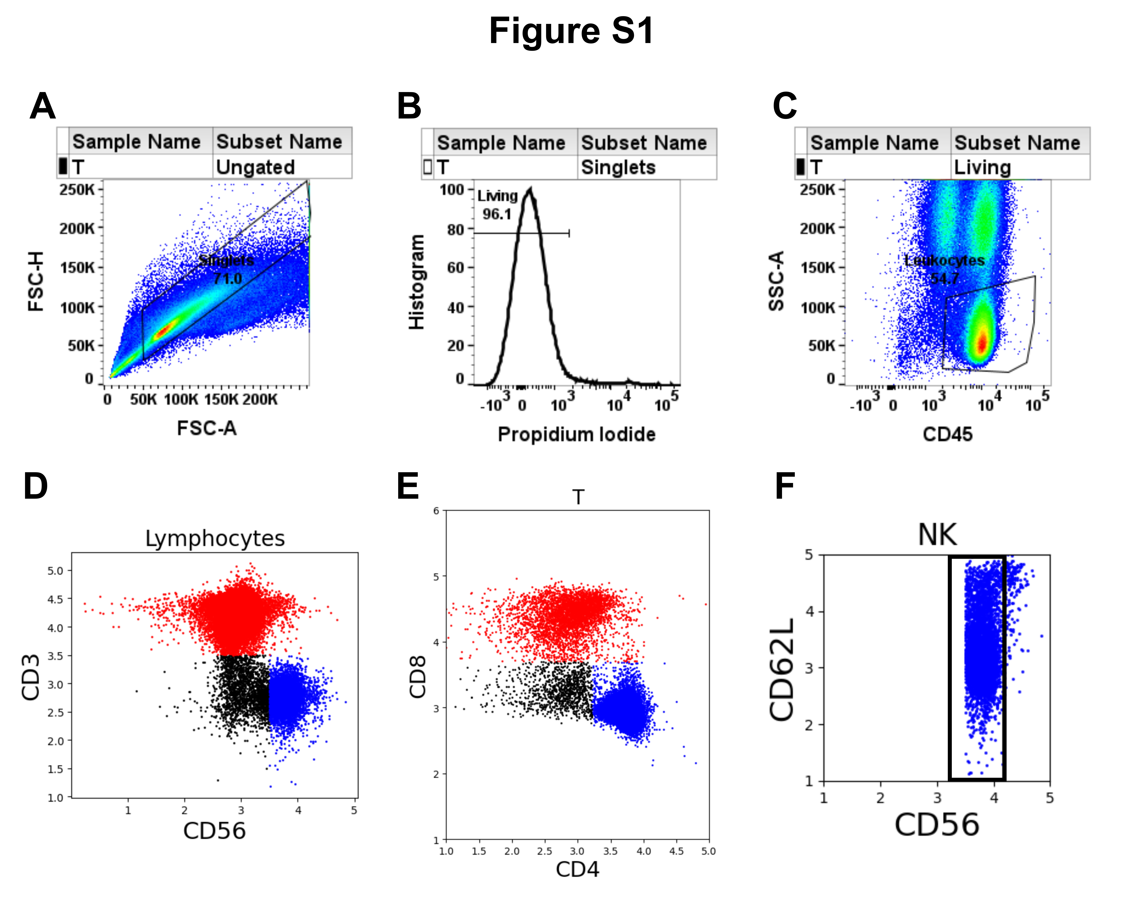 Figure S1
A
Sample Name Subset Name
T Ungated
250K
200K
150K
100K
50K
0
FSC-H
Singlets
71.0
0 50K 100K 150K 200K
FSC-A
B
Sample Name Subset Name
T Singlets
100
80
60
40
20
0
Histogram
Living
96.1
-10³ 0 10³ 10⁴ 10⁵
Propidium Iodide
C
Sample Name Subset Name
T Living
250K
200K
150K
100K
50K
0
SSC-A
Leukocytes
54.7
-10³ 0 10³ 10⁴ 10⁵
CD45
D
Lymphocytes
5.0
4.5
4.0
3.5
3.0
2.5
2.0
1.5
1.0
CD3
1 2 3 4 5
CD56
E
T
6
5
4
3
2
1
CD8
1.0 1.5 2.0 2.5 3.0 3.5 4.0 4.5 5.0
CD4
F
NK
5
4
3
2
1
CD62L
1 2 3 4 5
CD56